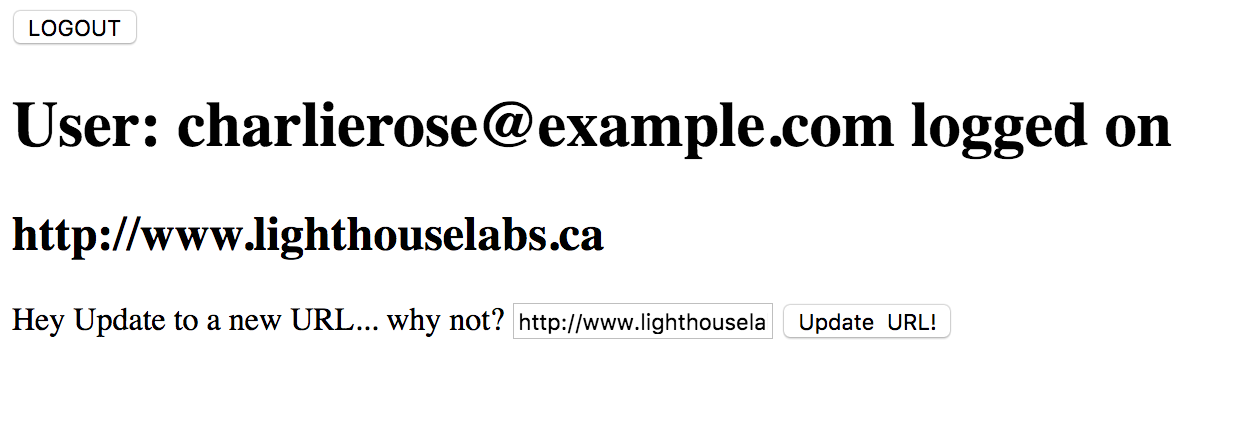 LOGOUT
User: charlierose@example.com logged on
http://www.lighthouselabs.ca
Hey Update to a new URL... why not? http://www.lighthousela Update URL!